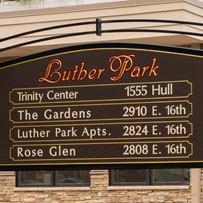 Luther Park
Trinity Center 1555 Hull
The Gardens 2910 E. 16th
Luther Park Apts. 2824 E. 16th
Rose Glen 2808 E. 16th